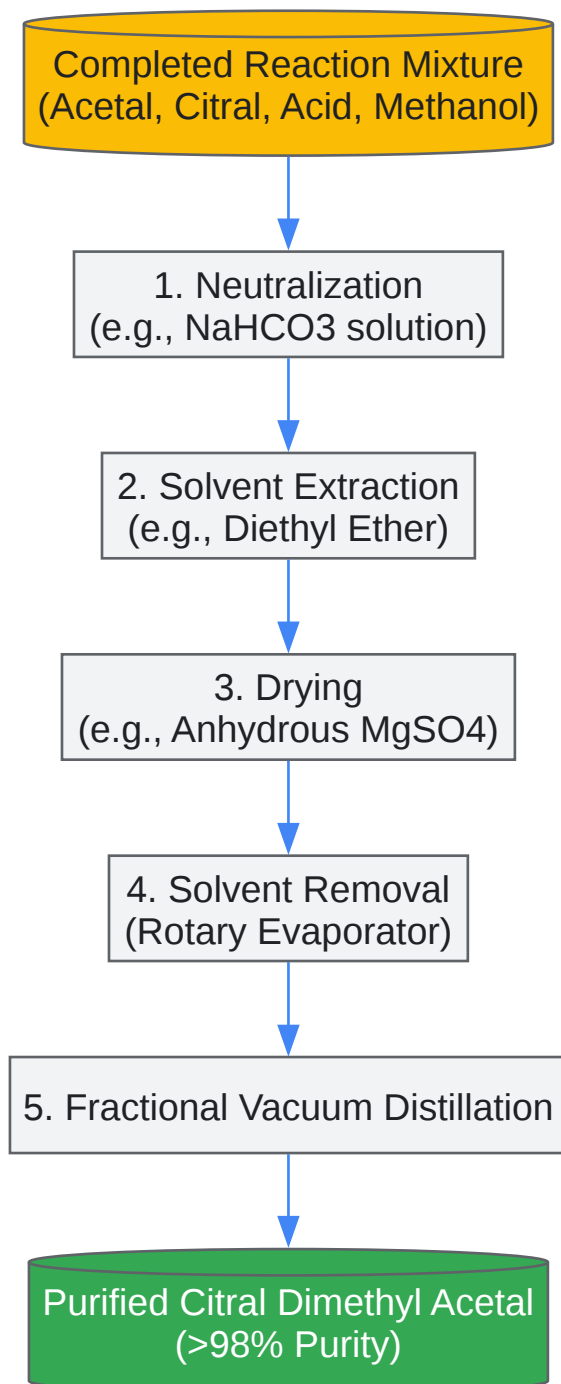 Completed Reaction Mixture
(Acetal, Citral, Acid, Methanol)
1. Neutralization
(e.g., NaHCO3 solution)
2. Solvent Extraction
(e.g., Diethyl Ether)
3. Drying
(e.g., Anhydrous MgSO4)
4. Solvent Removal
(Rotary Evaporator)
5. Fractional Vacuum Distillation
Purified Citral Dimethyl Acetal
(>98% Purity)